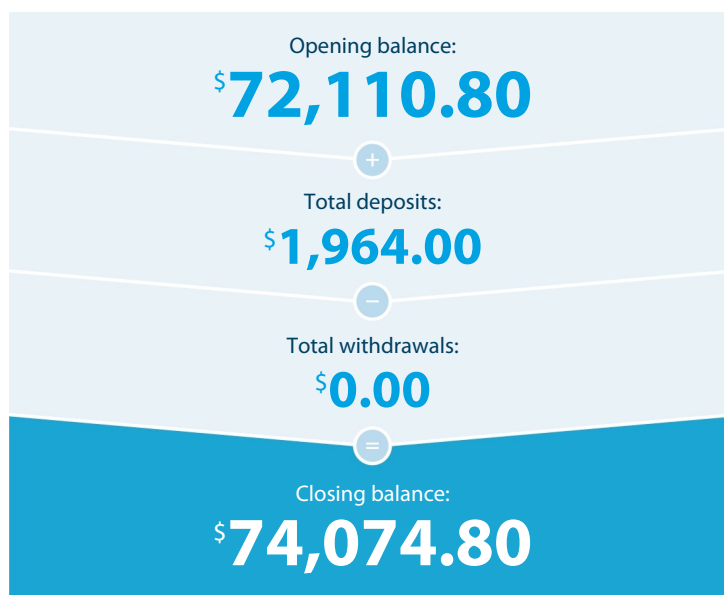 Opening balance:
$72,110.80
+
Total deposits:
$1,964.00
−
Total withdrawals:
$0.00
=
Closing balance:
$74,074.80